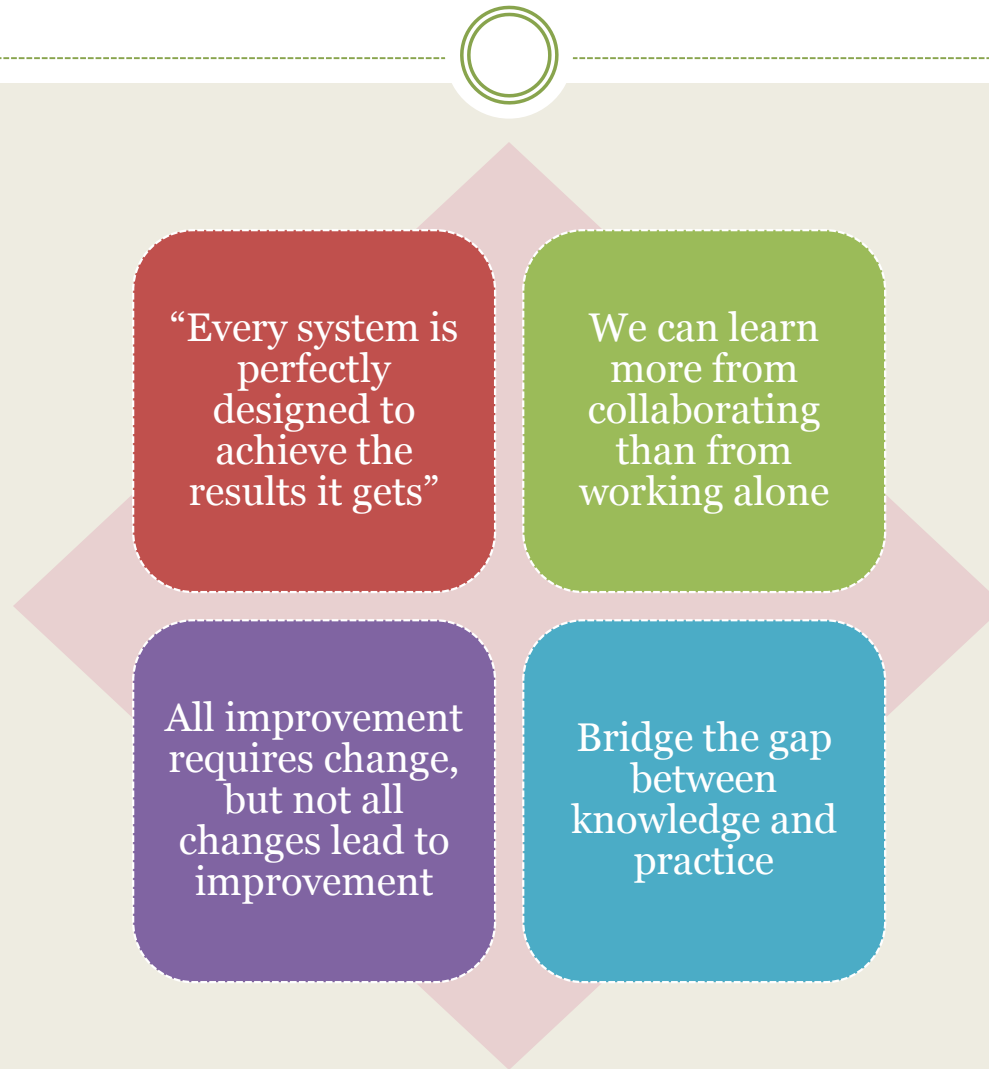 “Every system is
perfectly
designed to
achieve the
results it gets”
We can learn
more from
collaborating
than from
working alone
All improvement
requires change,
but not all
changes lead to
improvement
Bridge the gap
between
knowledge and
practice